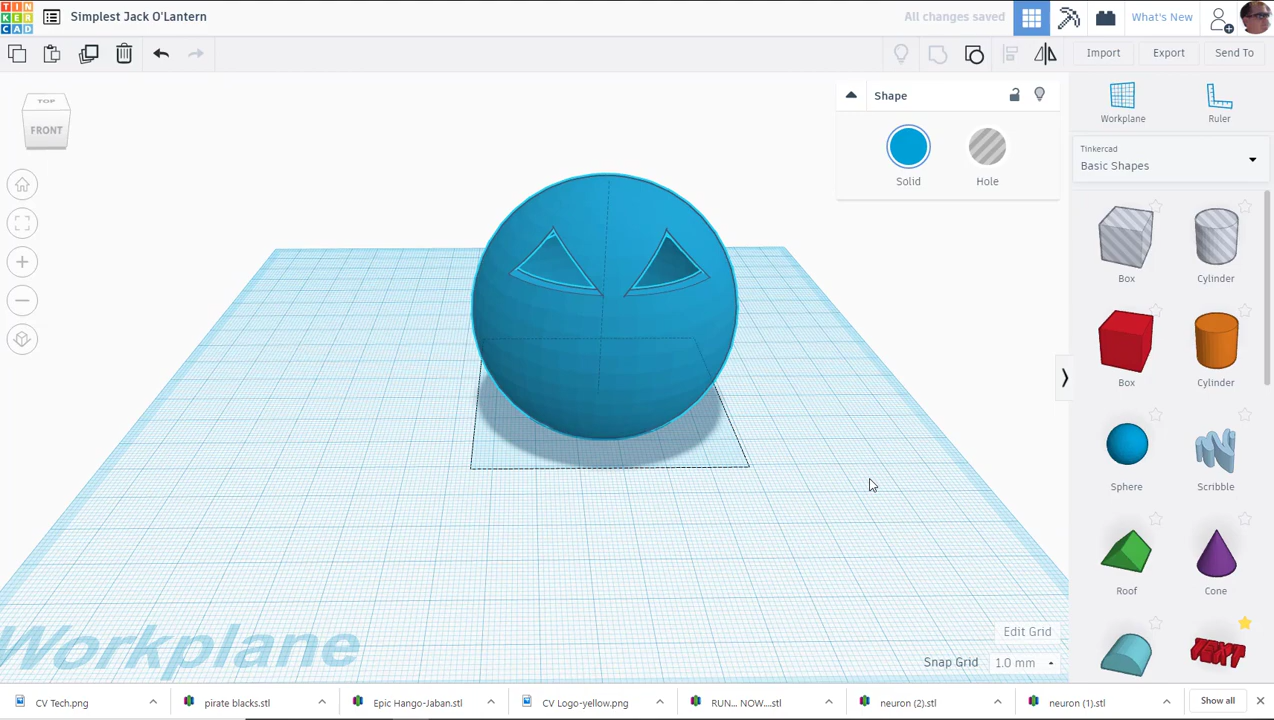 TIN
KER
CAD
Simplest Jack O'Lantern
All changes saved
What's New
Import
Export
Send To
TOP
FRONT
Shape
Solid
Hole
Workplane
Ruler
Tinkercad
Basic Shapes
Box
Cylinder
Box
Cylinder
Sphere
Scribble
Roof
Cone
TEXT
Workplane
Edit Grid
Snap Grid
1.0 mm
CV Tech.png
pirate blacks.stl
Epic Hango-Jaban.stl
CV Logo-yellow.png
RUN... NOW....stl
neuron (2).stl
neuron (1).stl
Show all